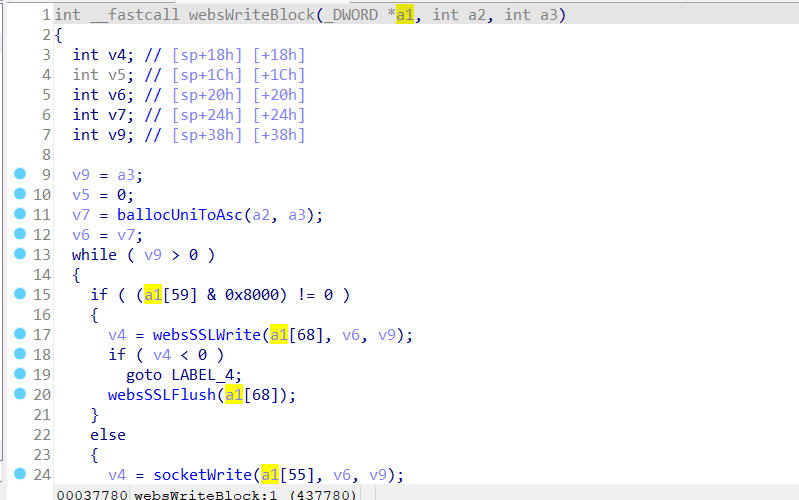 1 int __fastcall websWriteBlock(_DWORD *a1, int a2, int a3)
2 {
3 int v4; // [sp+18h] [+18h]
4 int v5; // [sp+1Ch] [+1Ch]
5 int v6; // [sp+20h] [+20h]
6 int v7; // [sp+24h] [+24h]
7 int v9; // [sp+38h] [+38h]
8
9 v9 = a3;
10 v5 = 0;
11 v7 = ballocUniToAsc(a2, a3);
12 v6 = v7;
13 while ( v9 > 0 )
14 {
15 if ( (a1[59] & 0x8000) != 0 )
16 {
17 v4 = websSSLWrite(a1[68], v6, v9);
18 if ( v4 < 0 )
19 goto LABEL_4;
20 websSSLFlush(a1[68]);
21 }
22 else
23 {
24 v4 = socketWrite(a1[55], v6, v9);
00037780 websWriteBlock:1 (437780)